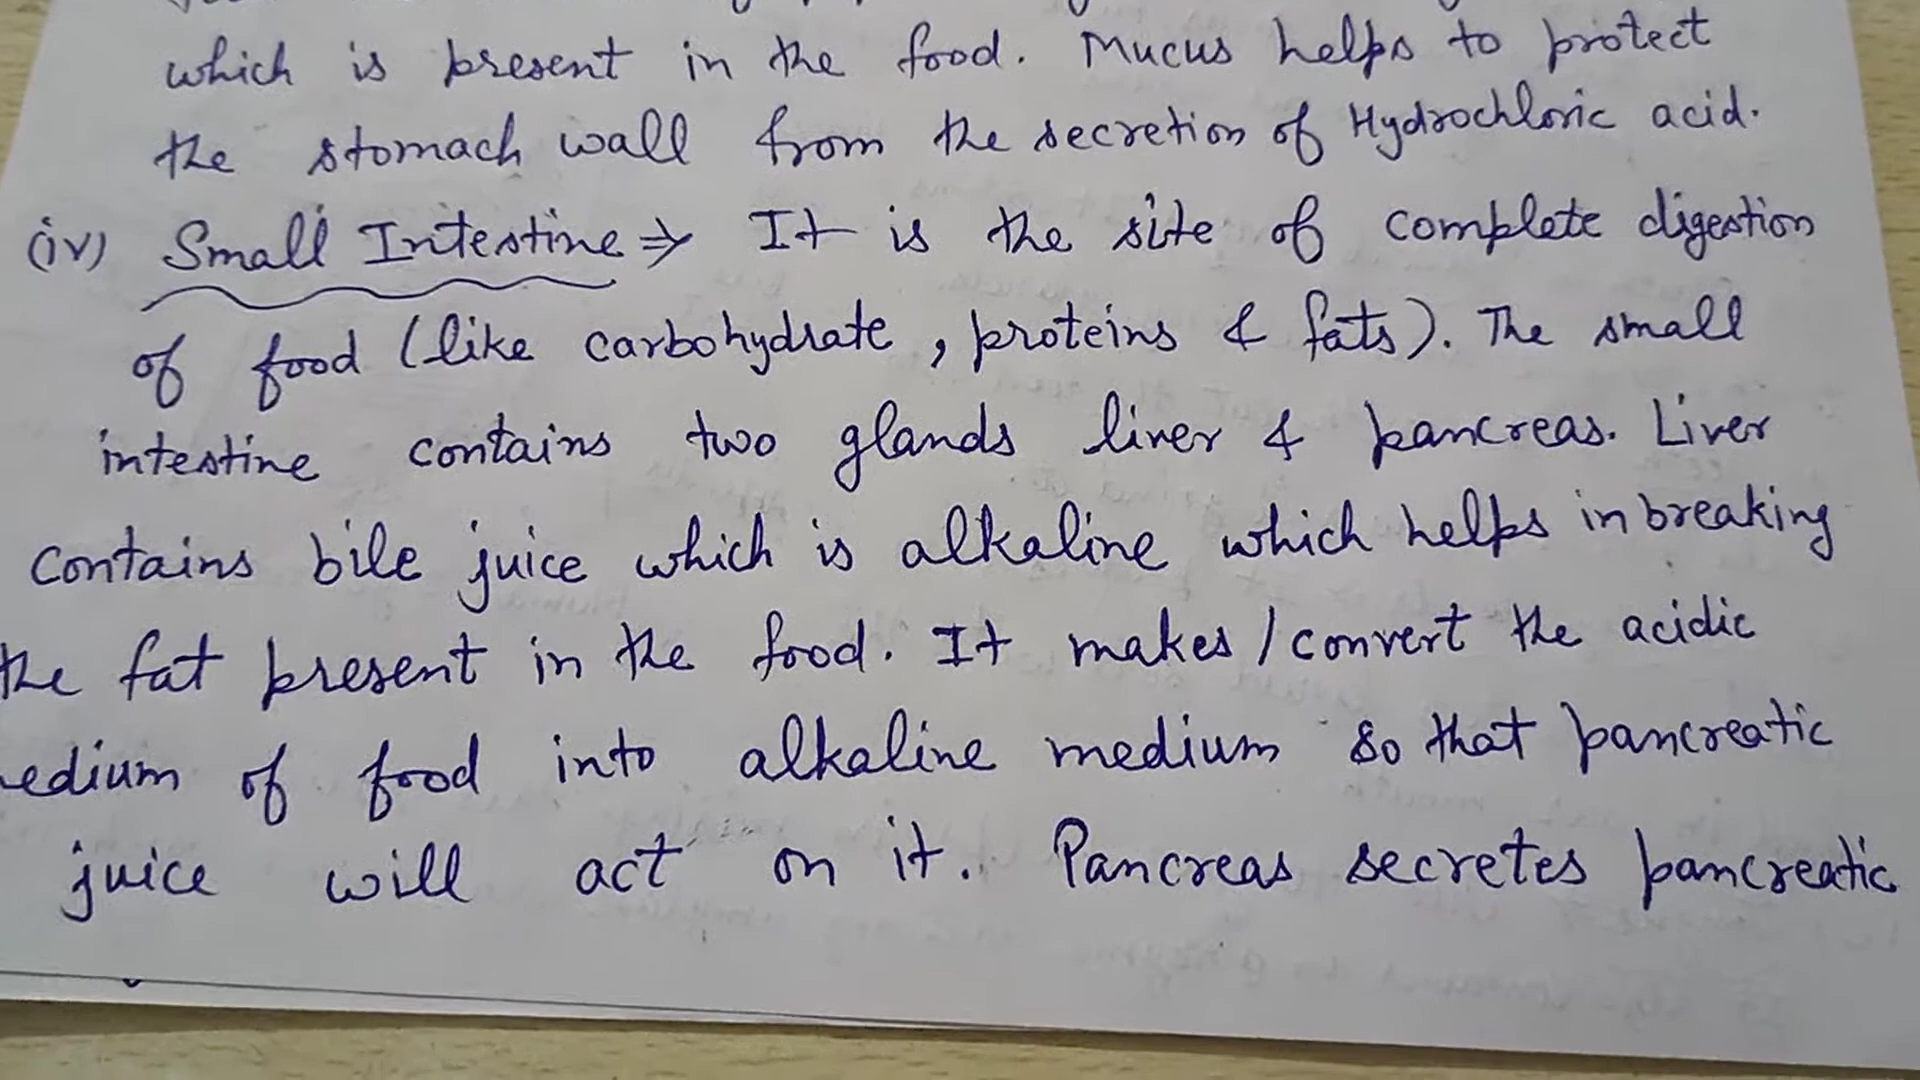 which is present in the food. Mucus helps to protect
the stomach wall from the secretion of Hydrochloric acid.
(iv) Small Intestine ⇒ It is the site of complete digestion
of food (like carbohydrate, proteins & fats). The small
intestine contains two glands liver & pancreas. Liver
contains bile juice which is alkaline which helps in breaking
the fat present in the food. It makes / convert the acidic
edium of food into alkaline medium so that pancreatic
juice will act on it. Pancreas secretes pancreatic